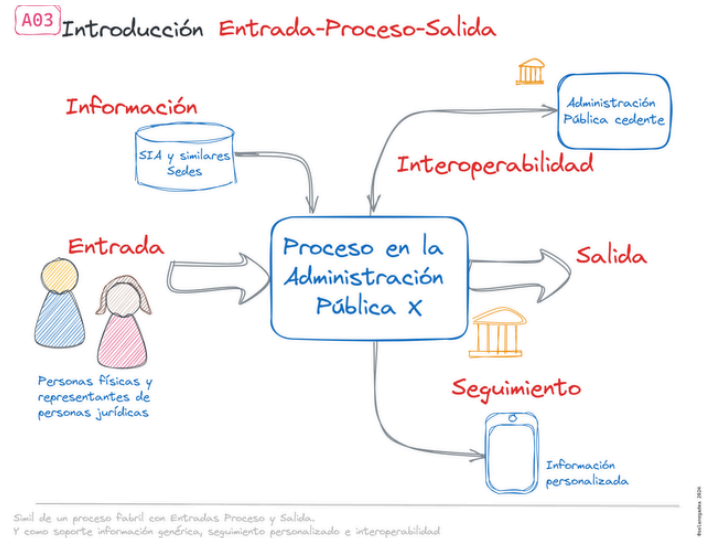 A03 Introducción Entrada-Proceso-Salida
Información
SIA y similares
Sedes
Administración
Pública cedente
Interoperabilidad
Entrada
Proceso en la
Administración
Pública X
Salida
Personas físicas y
representantes de
personas jurídicas
Seguimiento
Información
personalizada
Simil de un proceso fabril con Entradas Proceso y Salida.
Y como soporte información genérica, seguimiento personalizado e interoperabilidad